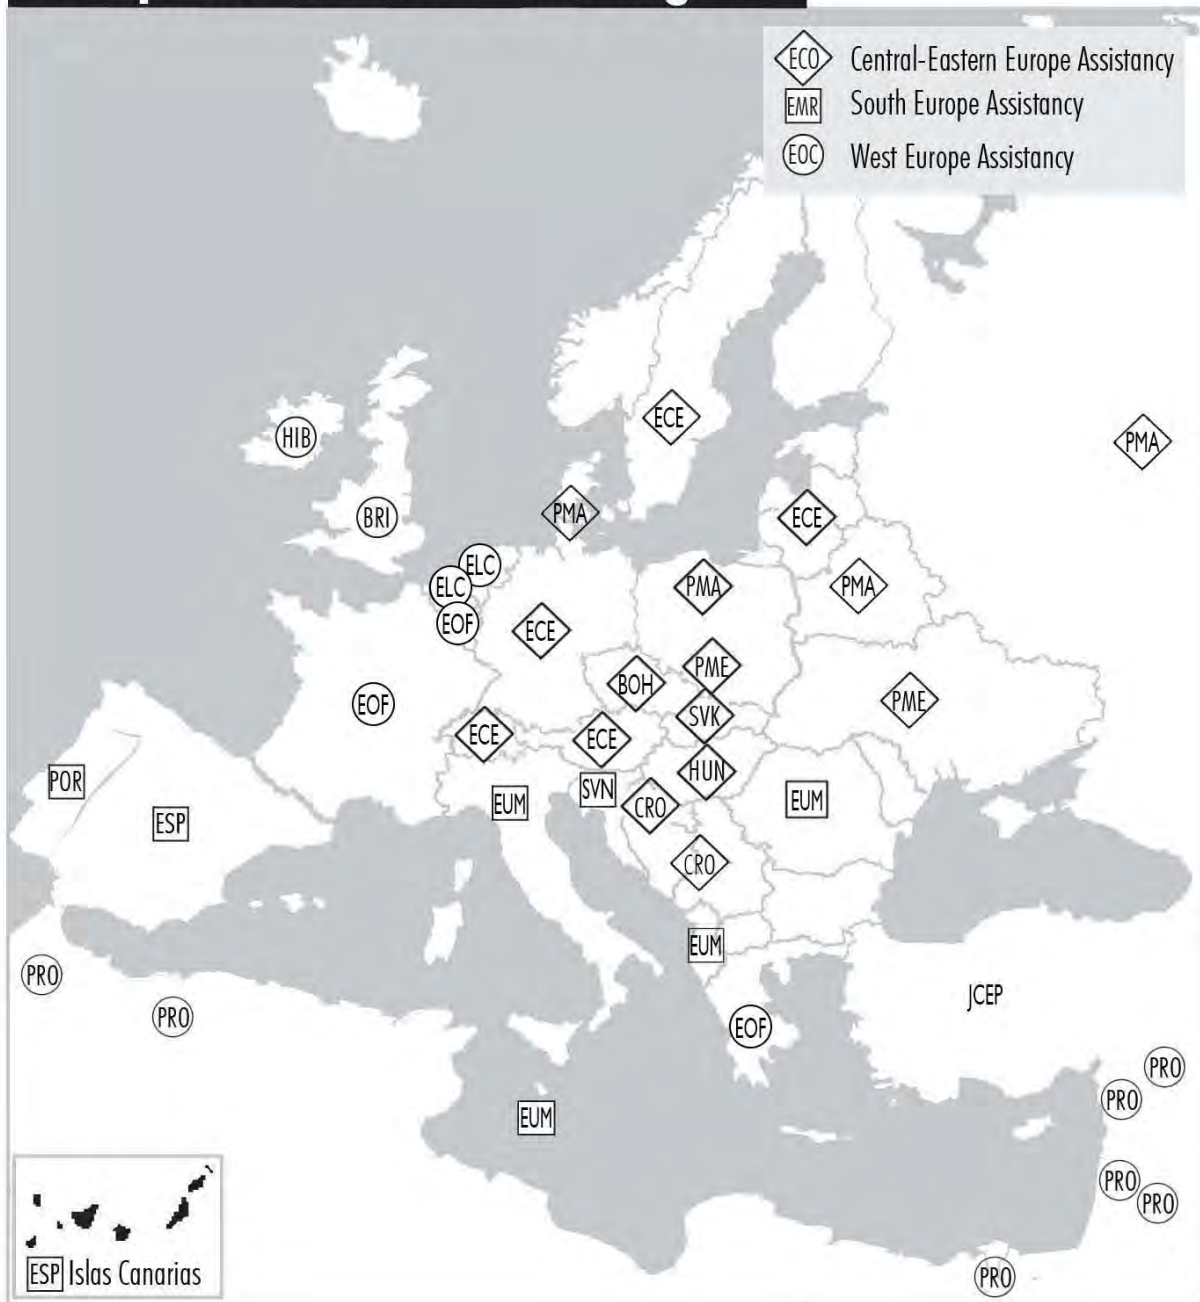 ECO Central-Eastern Europe Assistancy
EMR South Europe Assistancy
EOC West Europe Assistancy
ECE
HIB
PMA
BRI
PMA
ECE
ELC
ELC
PMA
PMA
EOF
ECE
PME
BOH
PME
EOF
SVK
ECE
ECE
HUN
POR
SVN
EUM
CRO
EUM
ESP
CRO
EUM
PRO
JCEP
PRO
EOF
PRO
PRO
EUM
PRO
PRO
ESP Islas Canarias
PRO